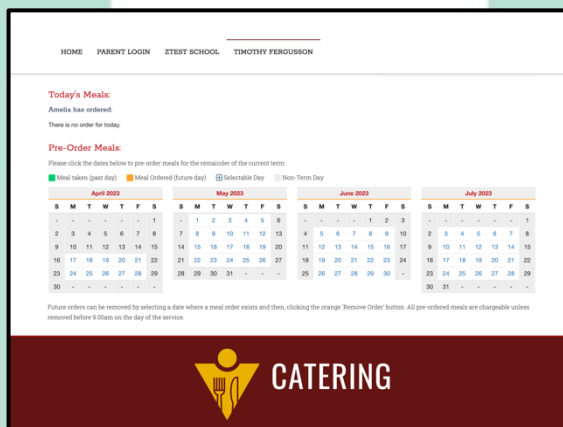 HOME PARENT LOGIN ZTEST SCHOOL TIMOTHY FERGUSSON
Today's Meals:
Amelia has ordered:
There is no order for today.
Pre-Order Meals:
Please click the dates below to pre-order meals for the remainder of the current term:
Meal taken (past day) Meal Ordered (future day) Selectable Day Non-Term Day
April 2023
S M T W T F S
- - - - - - 1
2 3 4 5 6 7 8
9 10 11 12 13 14 15
16 17 18 19 20 21 22
23 24 25 26 27 28 29
30 - - - - - -
May 2023
S M T W T F S
- 1 2 3 4 5 6
7 8 9 10 11 12 13
14 15 16 17 18 19 20
21 22 23 24 25 26 27
28 29 30 31 - - -
June 2023
S M T W T F S
- - - - 1 2 3
4 5 6 7 8 9 10
11 12 13 14 15 16 17
18 19 20 21 22 23 24
25 26 27 28 29 30 -
July 2023
S M T W T F S
- - - - - - 1
2 3 4 5 6 7 8
9 10 11 12 13 14 15
16 17 18 19 20 21 22
23 24 25 26 27 28 29
30 31 - - - - -
Future orders can be removed by selecting a date where a meal order exists and then, clicking the orange 'Remove Order' button. All pre-ordered meals are chargeable unless
removed before 9.00am on the day of the service.
CATERING